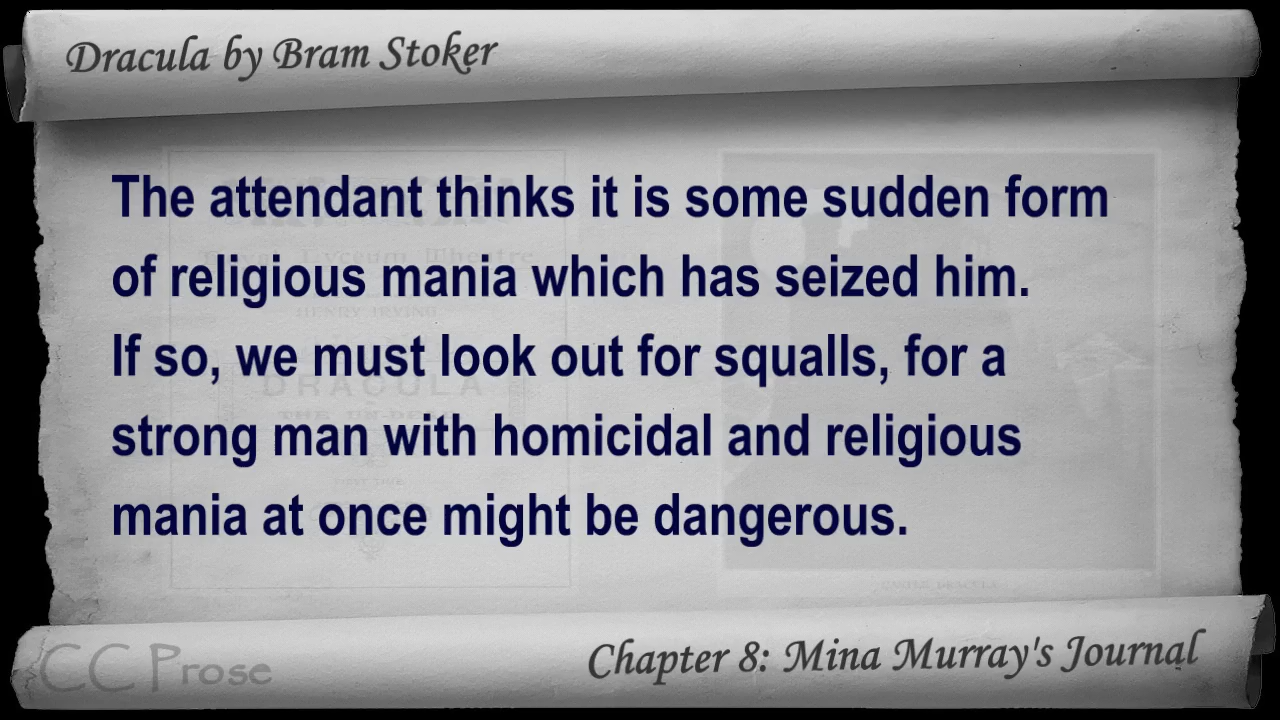 Dracula by Bram Stoker
The attendant thinks it is some sudden form
of religious mania which has seized him.
If so, we must look out for squalls, for a
strong man with homicidal and religious
mania at once might be dangerous.
CC Prose
Chapter 8: Mina Murray's Journal